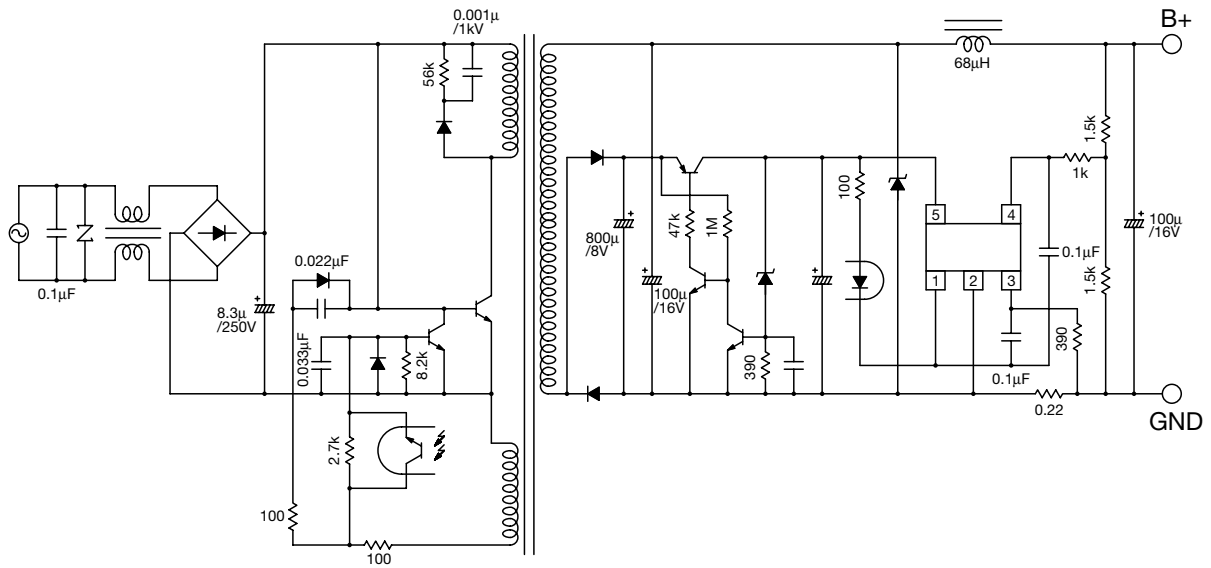 0.001μ
/1kV
56k
B+
68μH
1.5k
1k
100
5
4
47k
1M
800μ
/8V
100μ
/16V
0.1μF
100μ
/16V
0.1μF
8.3μ
/250V
0.022μF
0.033μF
8.2k
1
2
3
1.5k
390
390
0.1μF
0.22
GND
2.7k
100
100